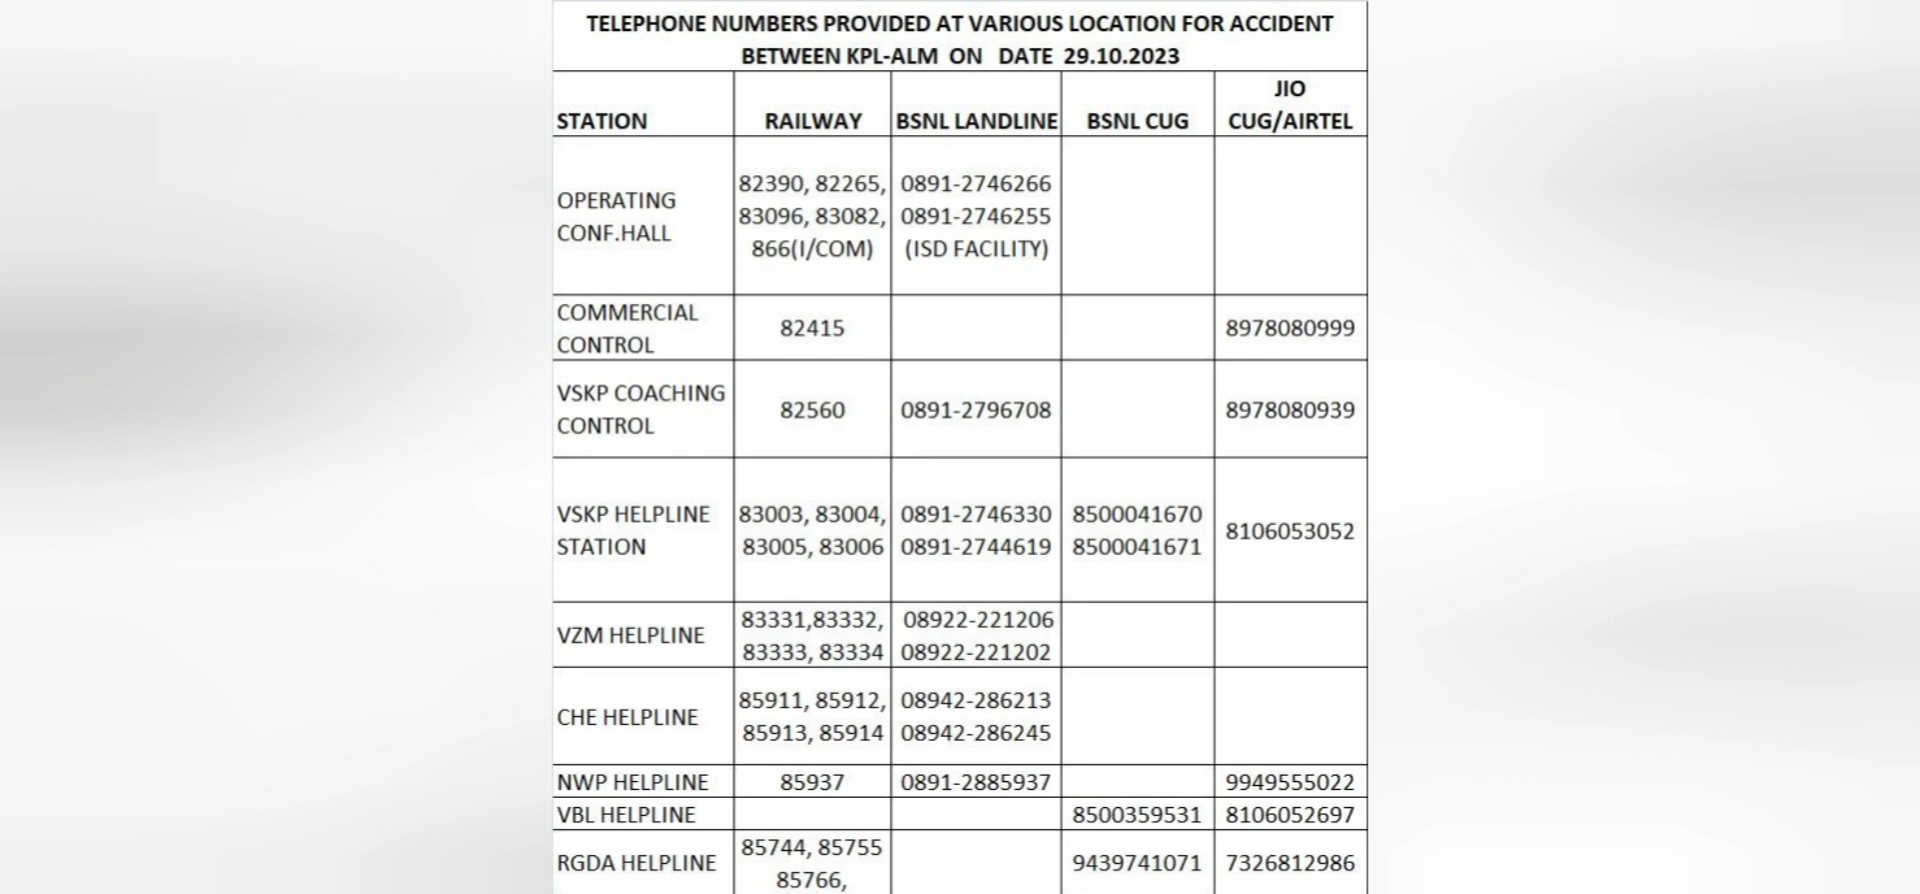 TELEPHONE NUMBERS PROVIDED AT VARIOUS LOCATION FOR ACCIDENT
BETWEEN KPL-ALM ON DATE 29.10.2023
STATION RAILWAY BSNL LANDLINE BSNL CUG JIO
CUG/AIRTEL
OPERATING
CONF.HALL
82390, 82265,
83096, 83082,
866(I/COM)
0891-2746266
0891-2746255
(ISD FACILITY)
COMMERCIAL
CONTROL
82415
8978080999
VSKP COACHING
CONTROL
82560
0891-2796708
8978080939
VSKP HELPLINE
STATION
83003, 83004,
83005, 83006
0891-2746330
0891-2744619
8500041670
8500041671
8106053052
VZM HELPLINE
83331,83332,
83333, 83334
08922-221206
08922-221202
CHE HELPLINE
85911, 85912,
85913, 85914
08942-286213
08942-286245
NWP HELPLINE 85937 0891-2885937 9949555022
VBL HELPLINE 8500359531 8106052697
RGDA HELPLINE
85744, 85755
85766,
9439741071
7326812986